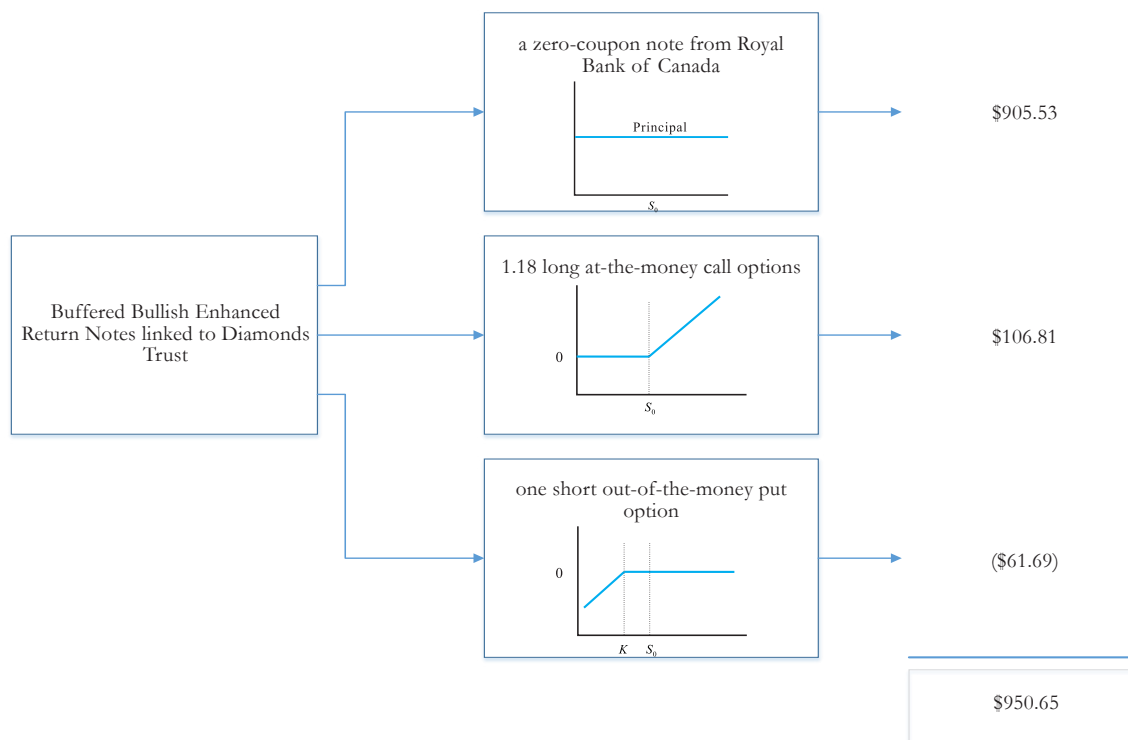 a zero-coupon note from Royal
Bank of Canada
Principal
S₀
$905.53
Buffered Bullish Enhanced
Return Notes linked to Diamonds
Trust
1.18 long at-the-money call options
0
S₀
$106.81
one short out-of-the-money put
option
0
K S₀
($61.69)
$950.65